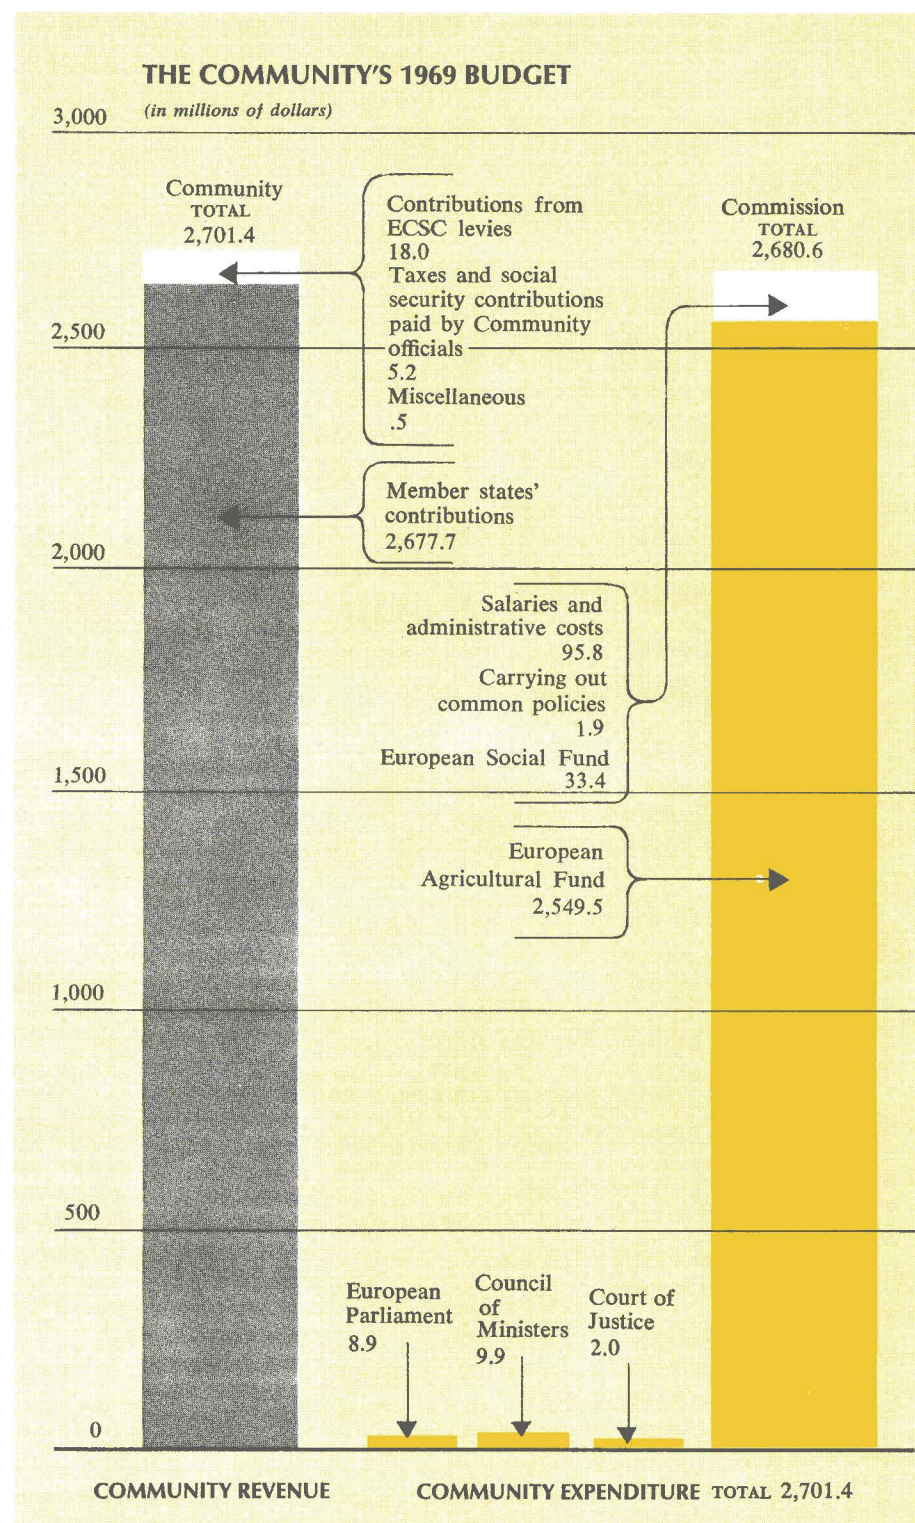 THE COMMUNITY'S 1969 BUDGET
(in millions of dollars)
3,000
Community
TOTAL
2,701.4
Contributions from
ECSC levies
18.0
Taxes and social
security contributions
paid by Community
officials
5.2
Miscellaneous
.5
Commission
TOTAL
2,680.6
2,500
Member states'
contributions
2,677.7
2,000
Salaries and
administrative costs
95.8
Carrying out
common policies
1.9
European Social Fund
33.4
1,500
European
Agricultural Fund
2,549.5
1,000
500
European
Parliament
8.9
Council
of
Ministers
9.9
Court of
Justice
2.0
0
COMMUNITY REVENUE
COMMUNITY EXPENDITURE TOTAL 2,701.4